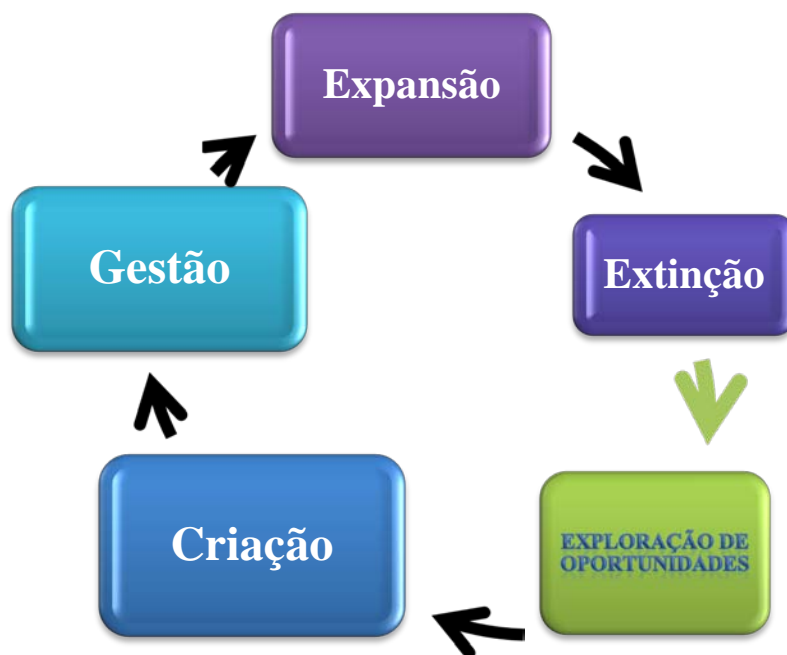 Expansão
Gestão
Extinção
Criação
EXPLORAÇÃO DE
OPORTUNIDADES